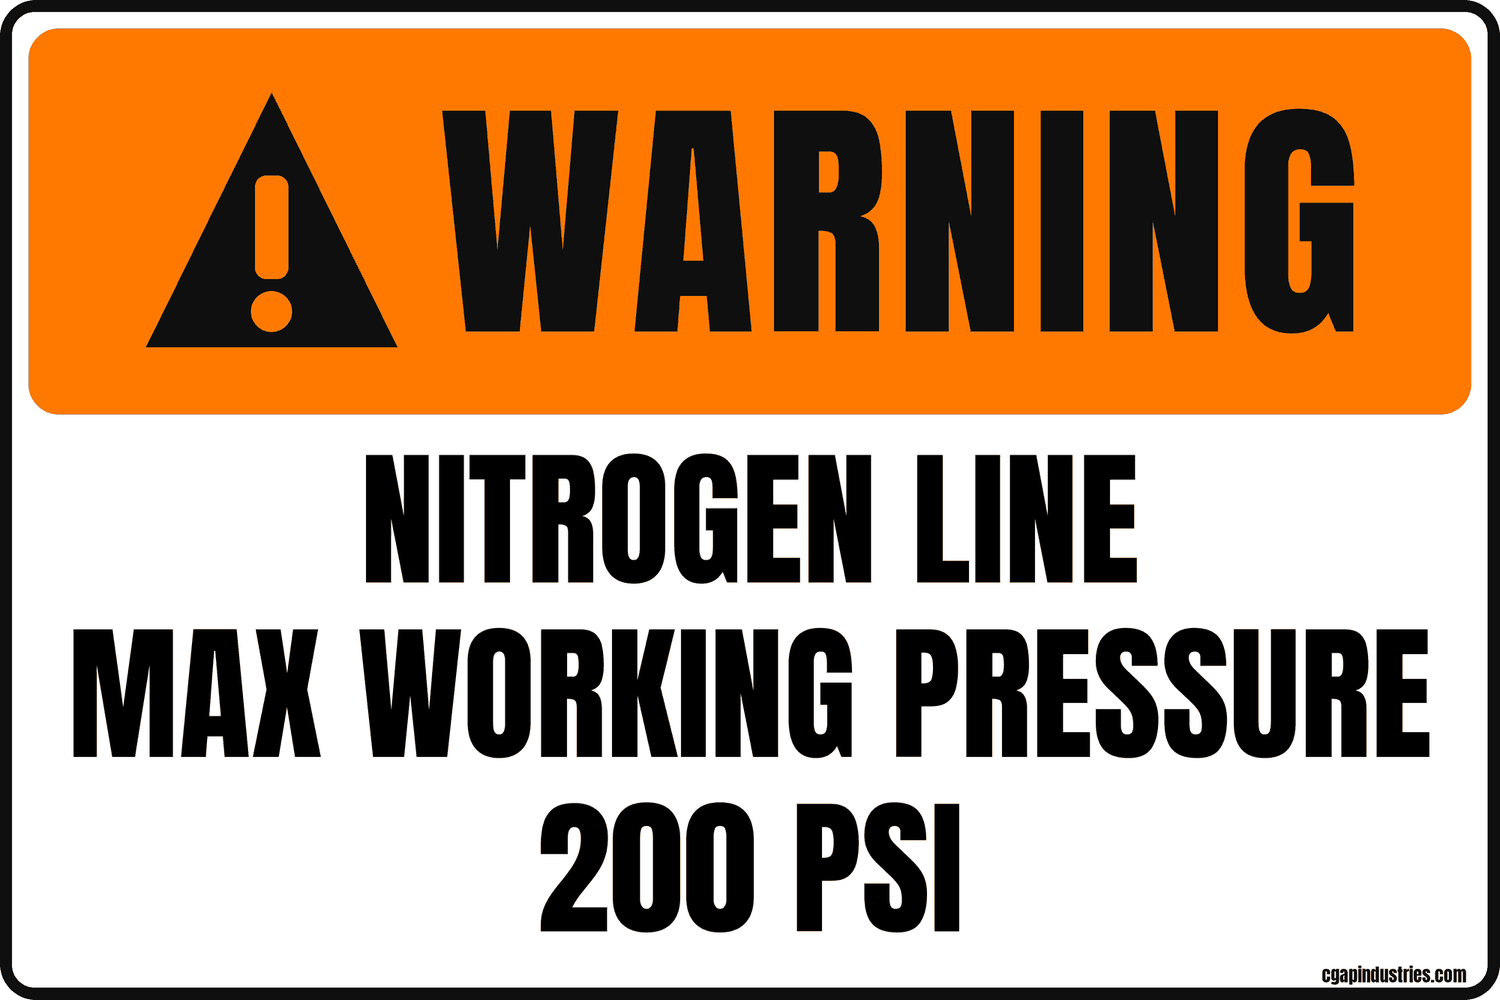 WARNING
NITROGEN LINE
MAX WORKING PRESSURE
200 PSI
cgapindustries.com